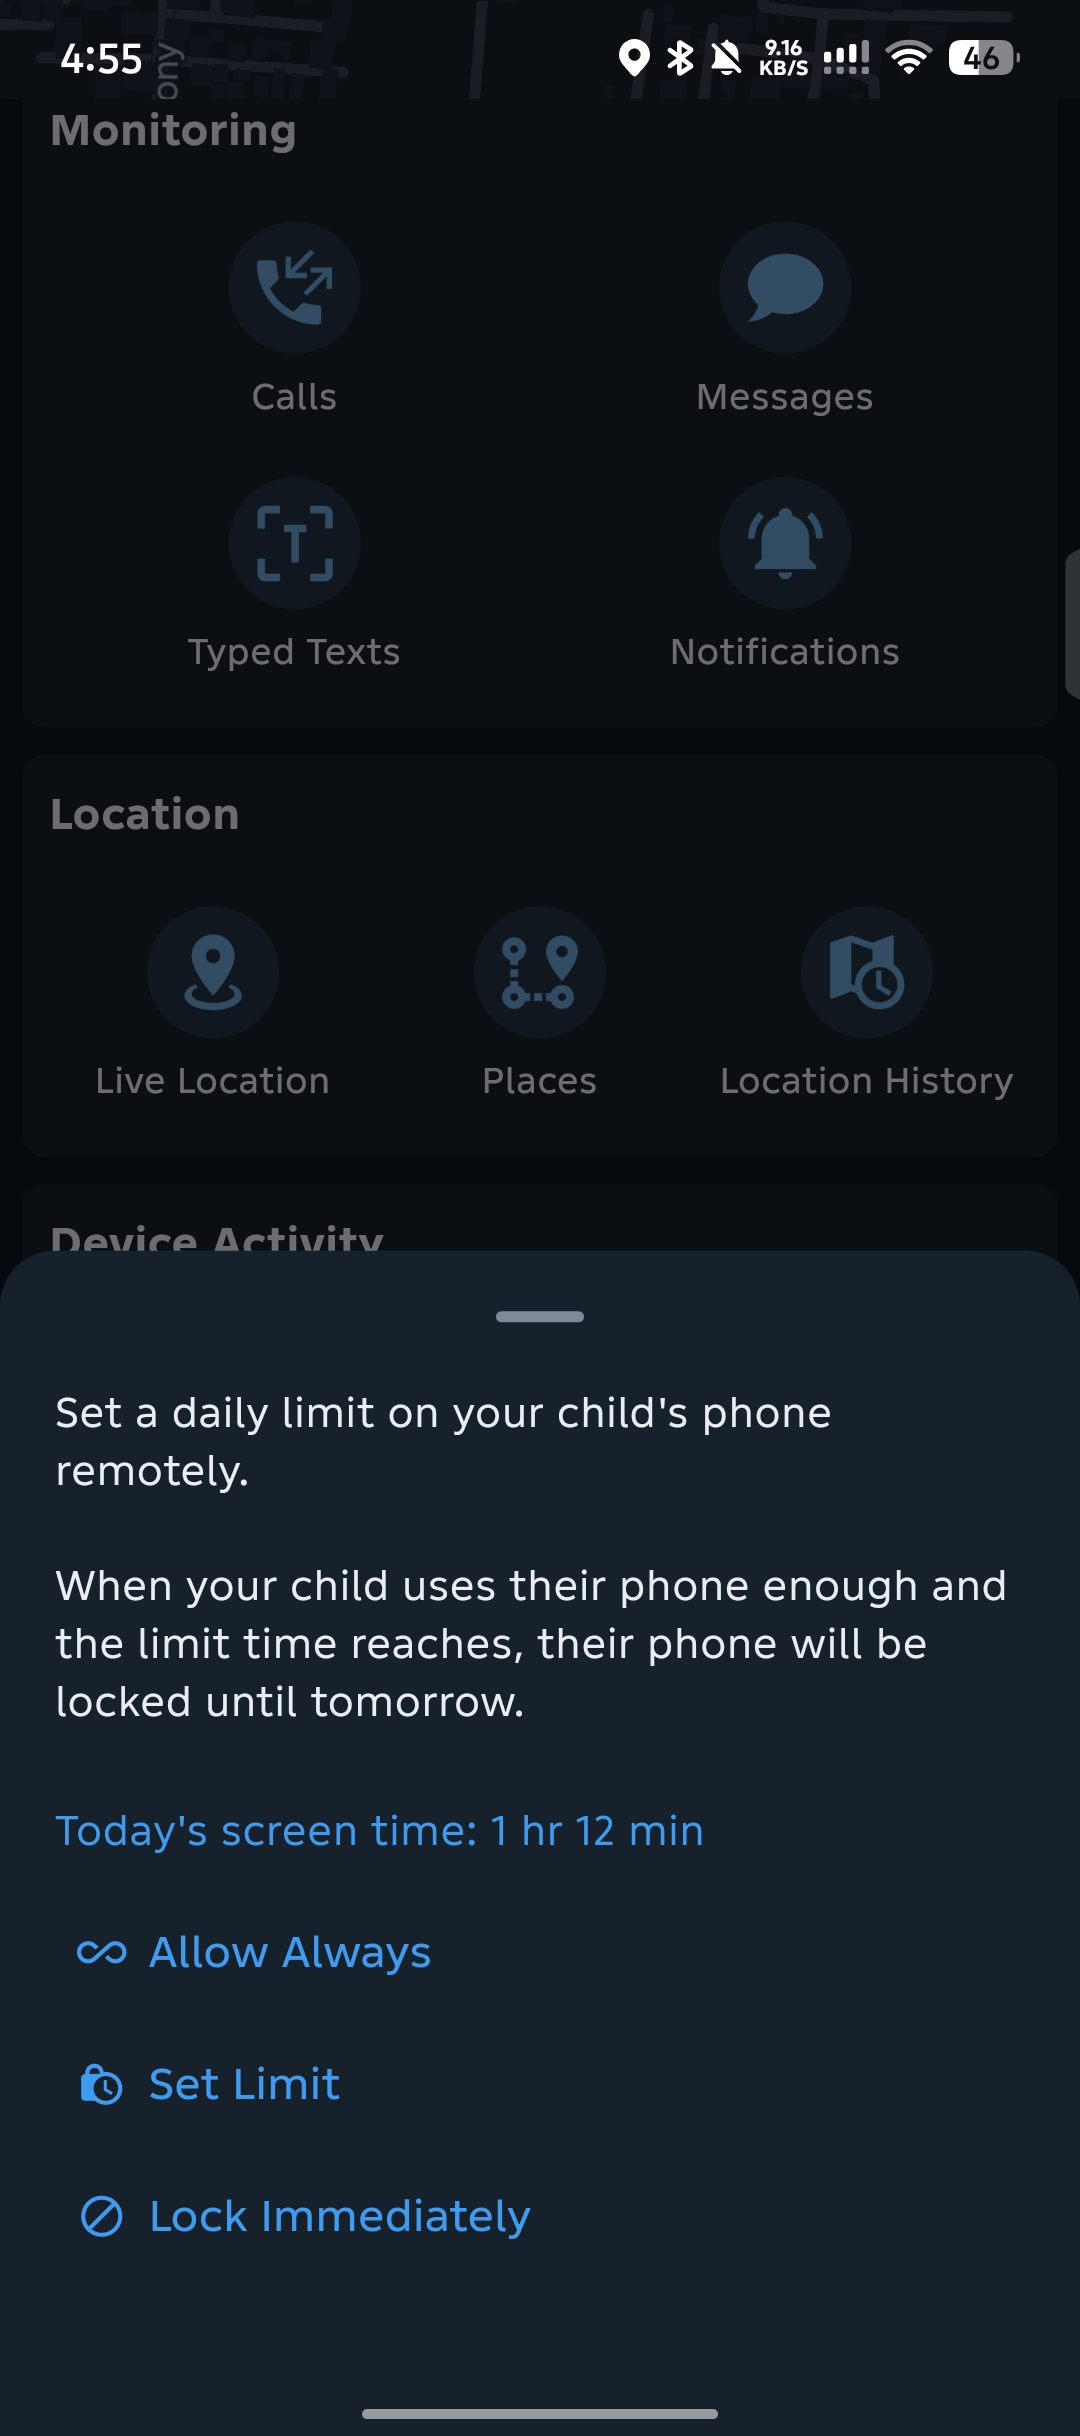 4:55
ony
9.16
KB/S
46
Monitoring
Calls
Messages
Typed Texts
Notifications
Location
Live Location
Places
Location History
Device Activity
Set a daily limit on your child's phone
remotely.
When your child uses their phone enough and
the limit time reaches, their phone will be
locked until tomorrow.
Today's screen time: 1 hr 12 min
Allow Always
Set Limit
Lock Immediately